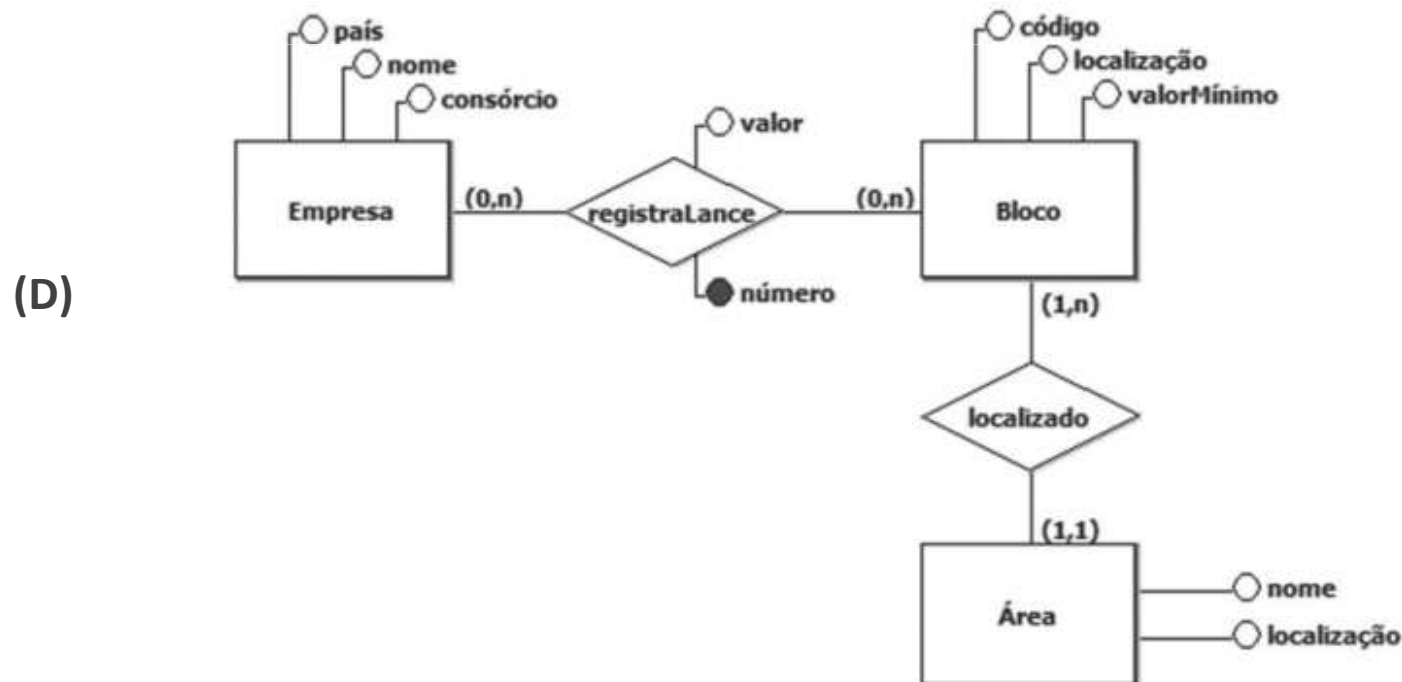 país
nome
consórcio
Empresa
(0,n)
valor
registraLance
número
(0,n)
código
localização
valorMínimo
Bloco
(D)
(1,n)
localizado
(1,1)
Área
nome
localização